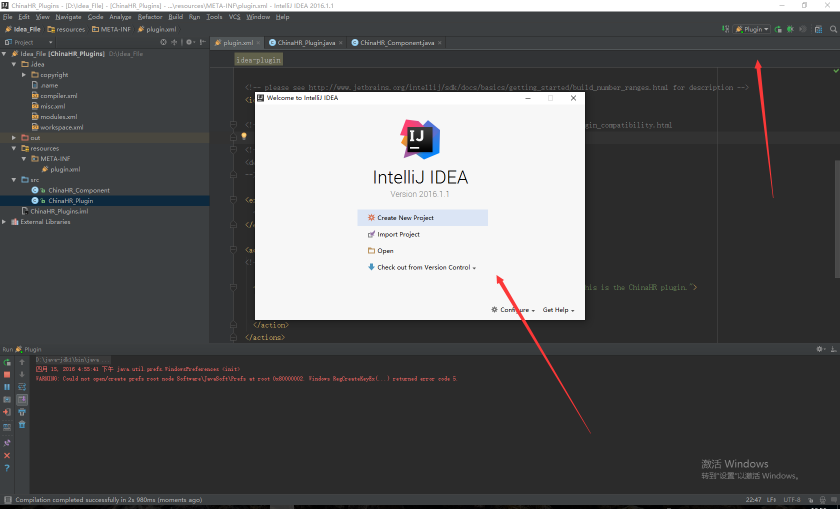 ChinaHR_Plugins - [D:\Idea_File] - [ChinaHR_Plugins] - ...\resources\META-INF\plugin.xml - IntelliJ IDEA 2016.1.1
File Edit View Navigate Code Analyze Refactor Build Run Tools VCS Window Help
Idea_File resources META-INF plugin.xml
Plugin
Project
plugin.xml ChinaHR_Plugin.java ChinaHR_Component.java
Idea_File [ChinaHR_Plugins] D:\Idea_File
.idea
copyright
.name
compiler.xml
misc.xml
modules.xml
workspace.xml
out
resources
META-INF
plugin.xml
src
ChinaHR_Component
ChinaHR_Plugin
ChinaHR_Plugins.iml
External Libraries
idea-plugin
<!-- please see http://www.jetbrains.org/intellij/sdk/docs/basics/getting_started/build_number_ranges.html for description -->
gin_compatibility.html
his is the ChinaHR plugin.">
</action>
</actions>
Welcome to IntelliJ IDEA
IntelliJ IDEA
Version 2016.1.1
Create New Project
Import Project
Open
Check out from Version Control
Configure Get Help
Run Plugin
D:\java-jdk1\bin\java ...
四月 15, 2016 4:55:41 下午 java.util.prefs.WindowsPreferences <init>
WARNING: Could not open/create prefs root node Software\JavaSoft\Prefs at root 0x80000002. Windows RegCreateKeyEx(...) returned error code 5.
激活 Windows
转到"设置"以激活 Windows。
Compilation completed successfully in 2s 980ms (moments ago)
22:47 LF÷ UTF-8